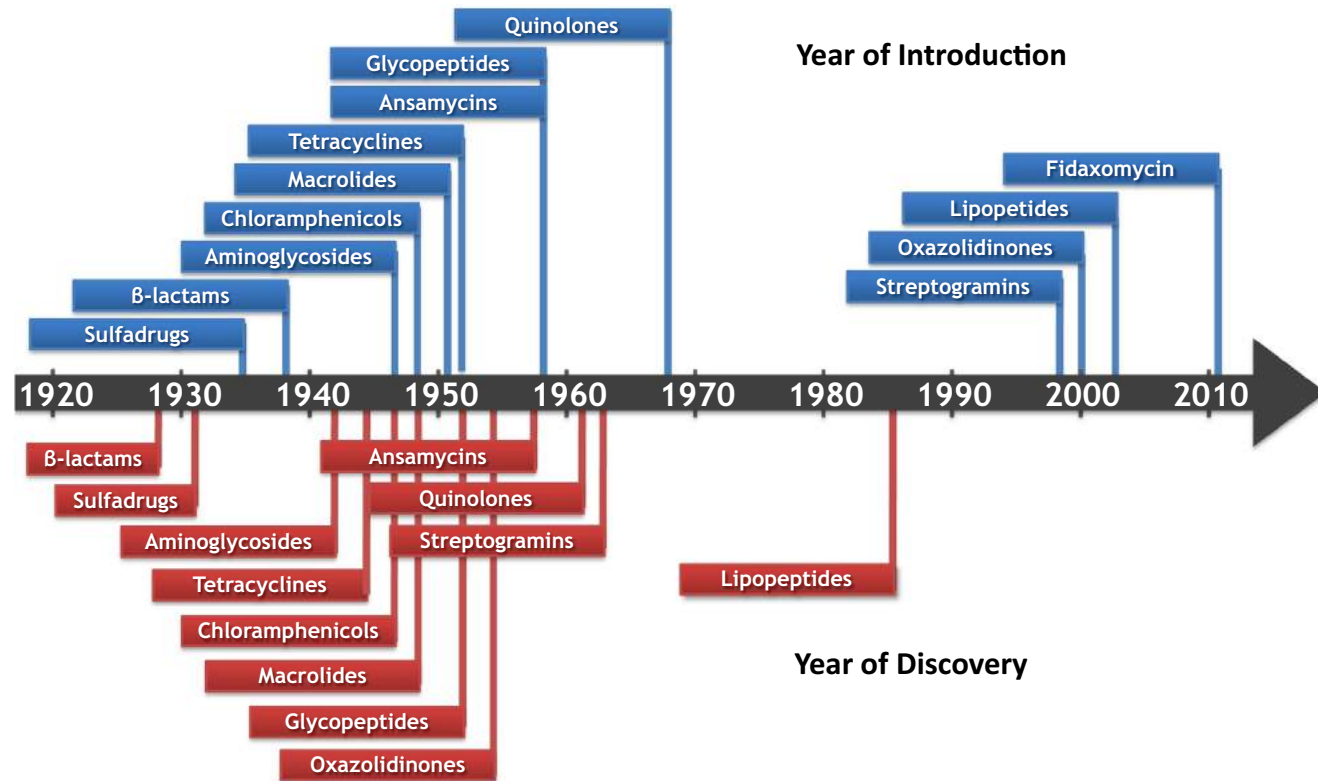 Quinolones
Year of Introduction
Glycopeptides
Ansamycins
Tetracyclines
Macrolides
Fidaxomycin
Chloramphenicols
Lipopetides
Aminoglycosides
Oxazolidinones
ß-lactams
Streptogramins
Sulfadrugs
1920 1930 1940 1950 1960 1970 1980 1990 2000 2010
ß-lactams
Ansamycins
Sulfadrugs
Quinolones
Aminoglycosides
Streptogramins
Tetracyclines
Lipopeptides
Chloramphenicols
Macrolides
Year of Discovery
Glycopeptides
Oxazolidinones